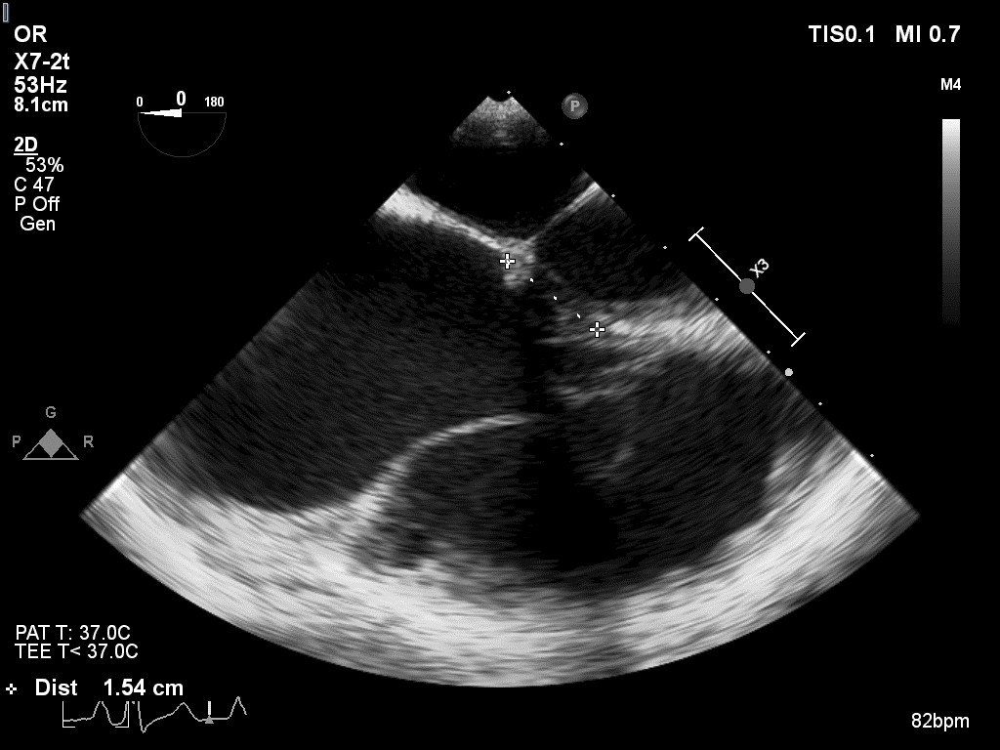 OR
X7-2t
53Hz
8.1cm
2D
53%
C 47
P Off
Gen
0 0 180
P
TIS0.1 MI 0.7
M4
X3
G
P R
PAT T: 37.0C
TEE T< 37.0C
Dist 1.54 cm
82bpm